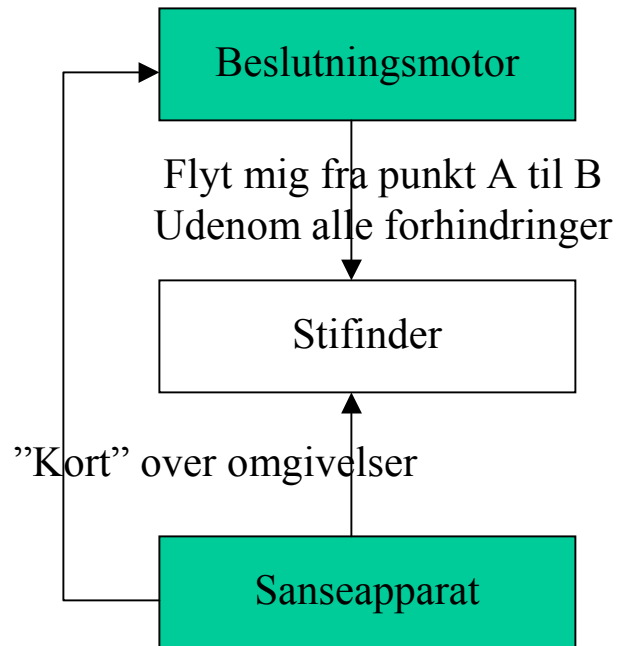 Beslutningsmotor
Flyt mig fra punkt A til B
Udenom alle forhindringer
Stifinder
”Kort” over omgivelser
Sanseapparat